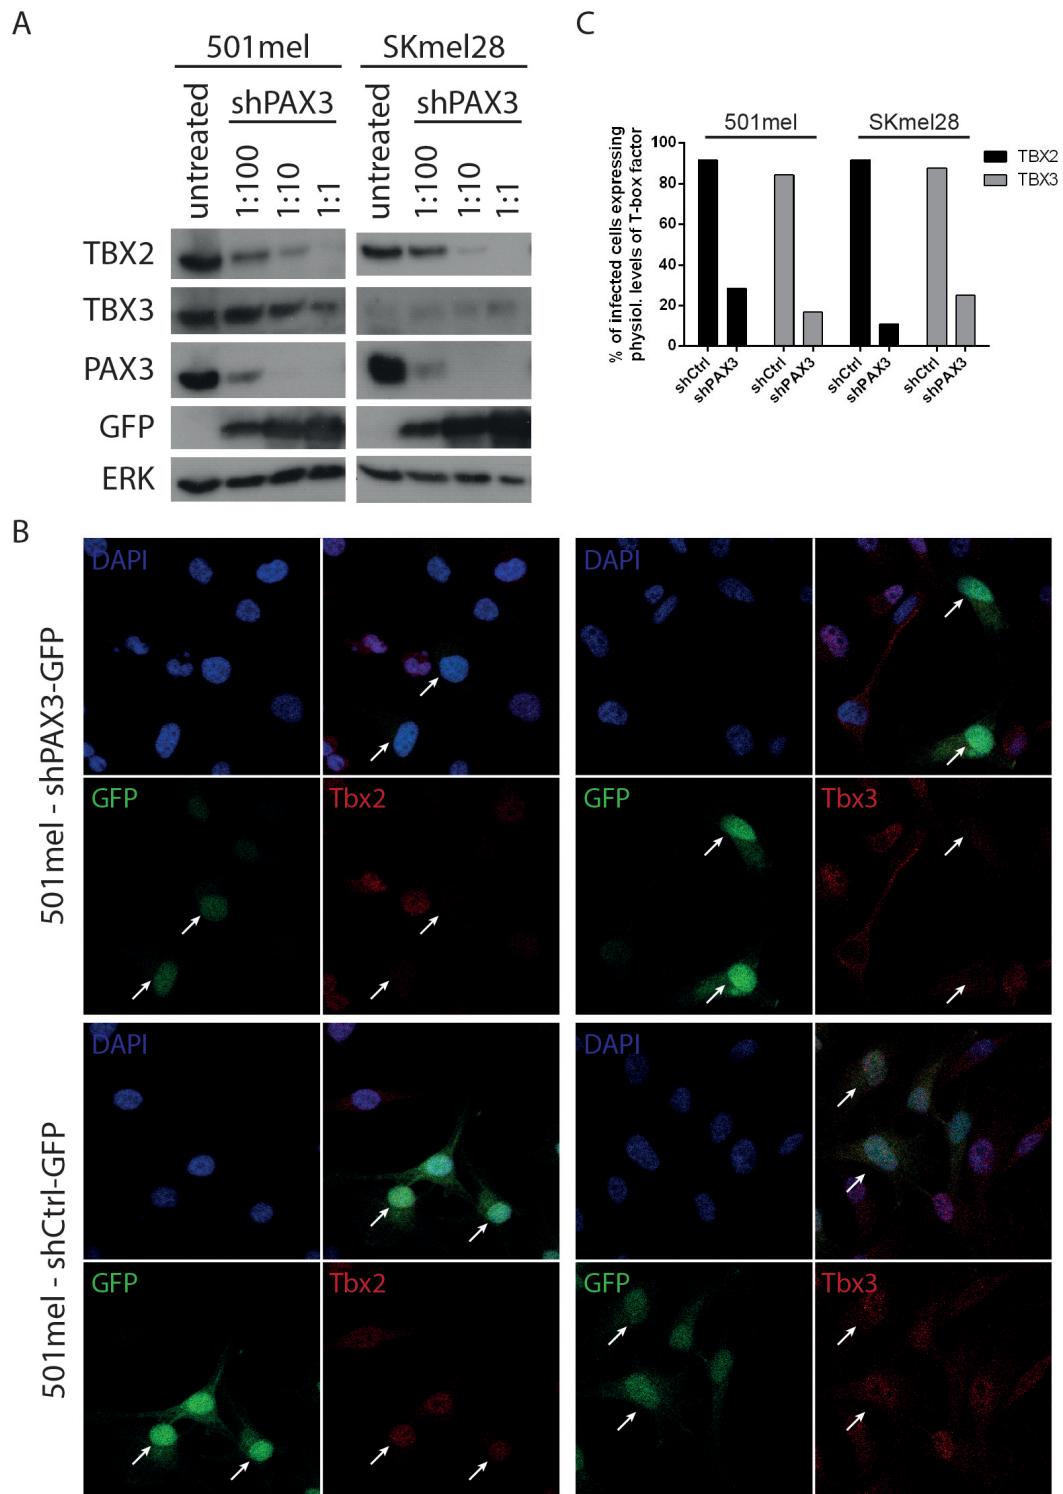 A
501mel
SKmel28
untreated
shPAX3
1:100
1:10
1:1
untreated
shPAX3
1:100
1:10
1:1
TBX2
TBX3
PAX3
GFP
ERK
C
% of infected cells expressing
physiol. levels of T-box factor
100
80
60
40
20
0
501mel
SKmel28
TBX2
TBX3
shCtrl
shPAX3
shCtrl
shPAX3
shCtrl
shPAX3
shCtrl
shPAX3
B
501mel - shPAX3-GFP
DAPI
DAPI
GFP
Tbx2
GFP
Tbx3
501mel - shCtrl-GFP
DAPI
DAPI
GFP
Tbx2
GFP
Tbx3